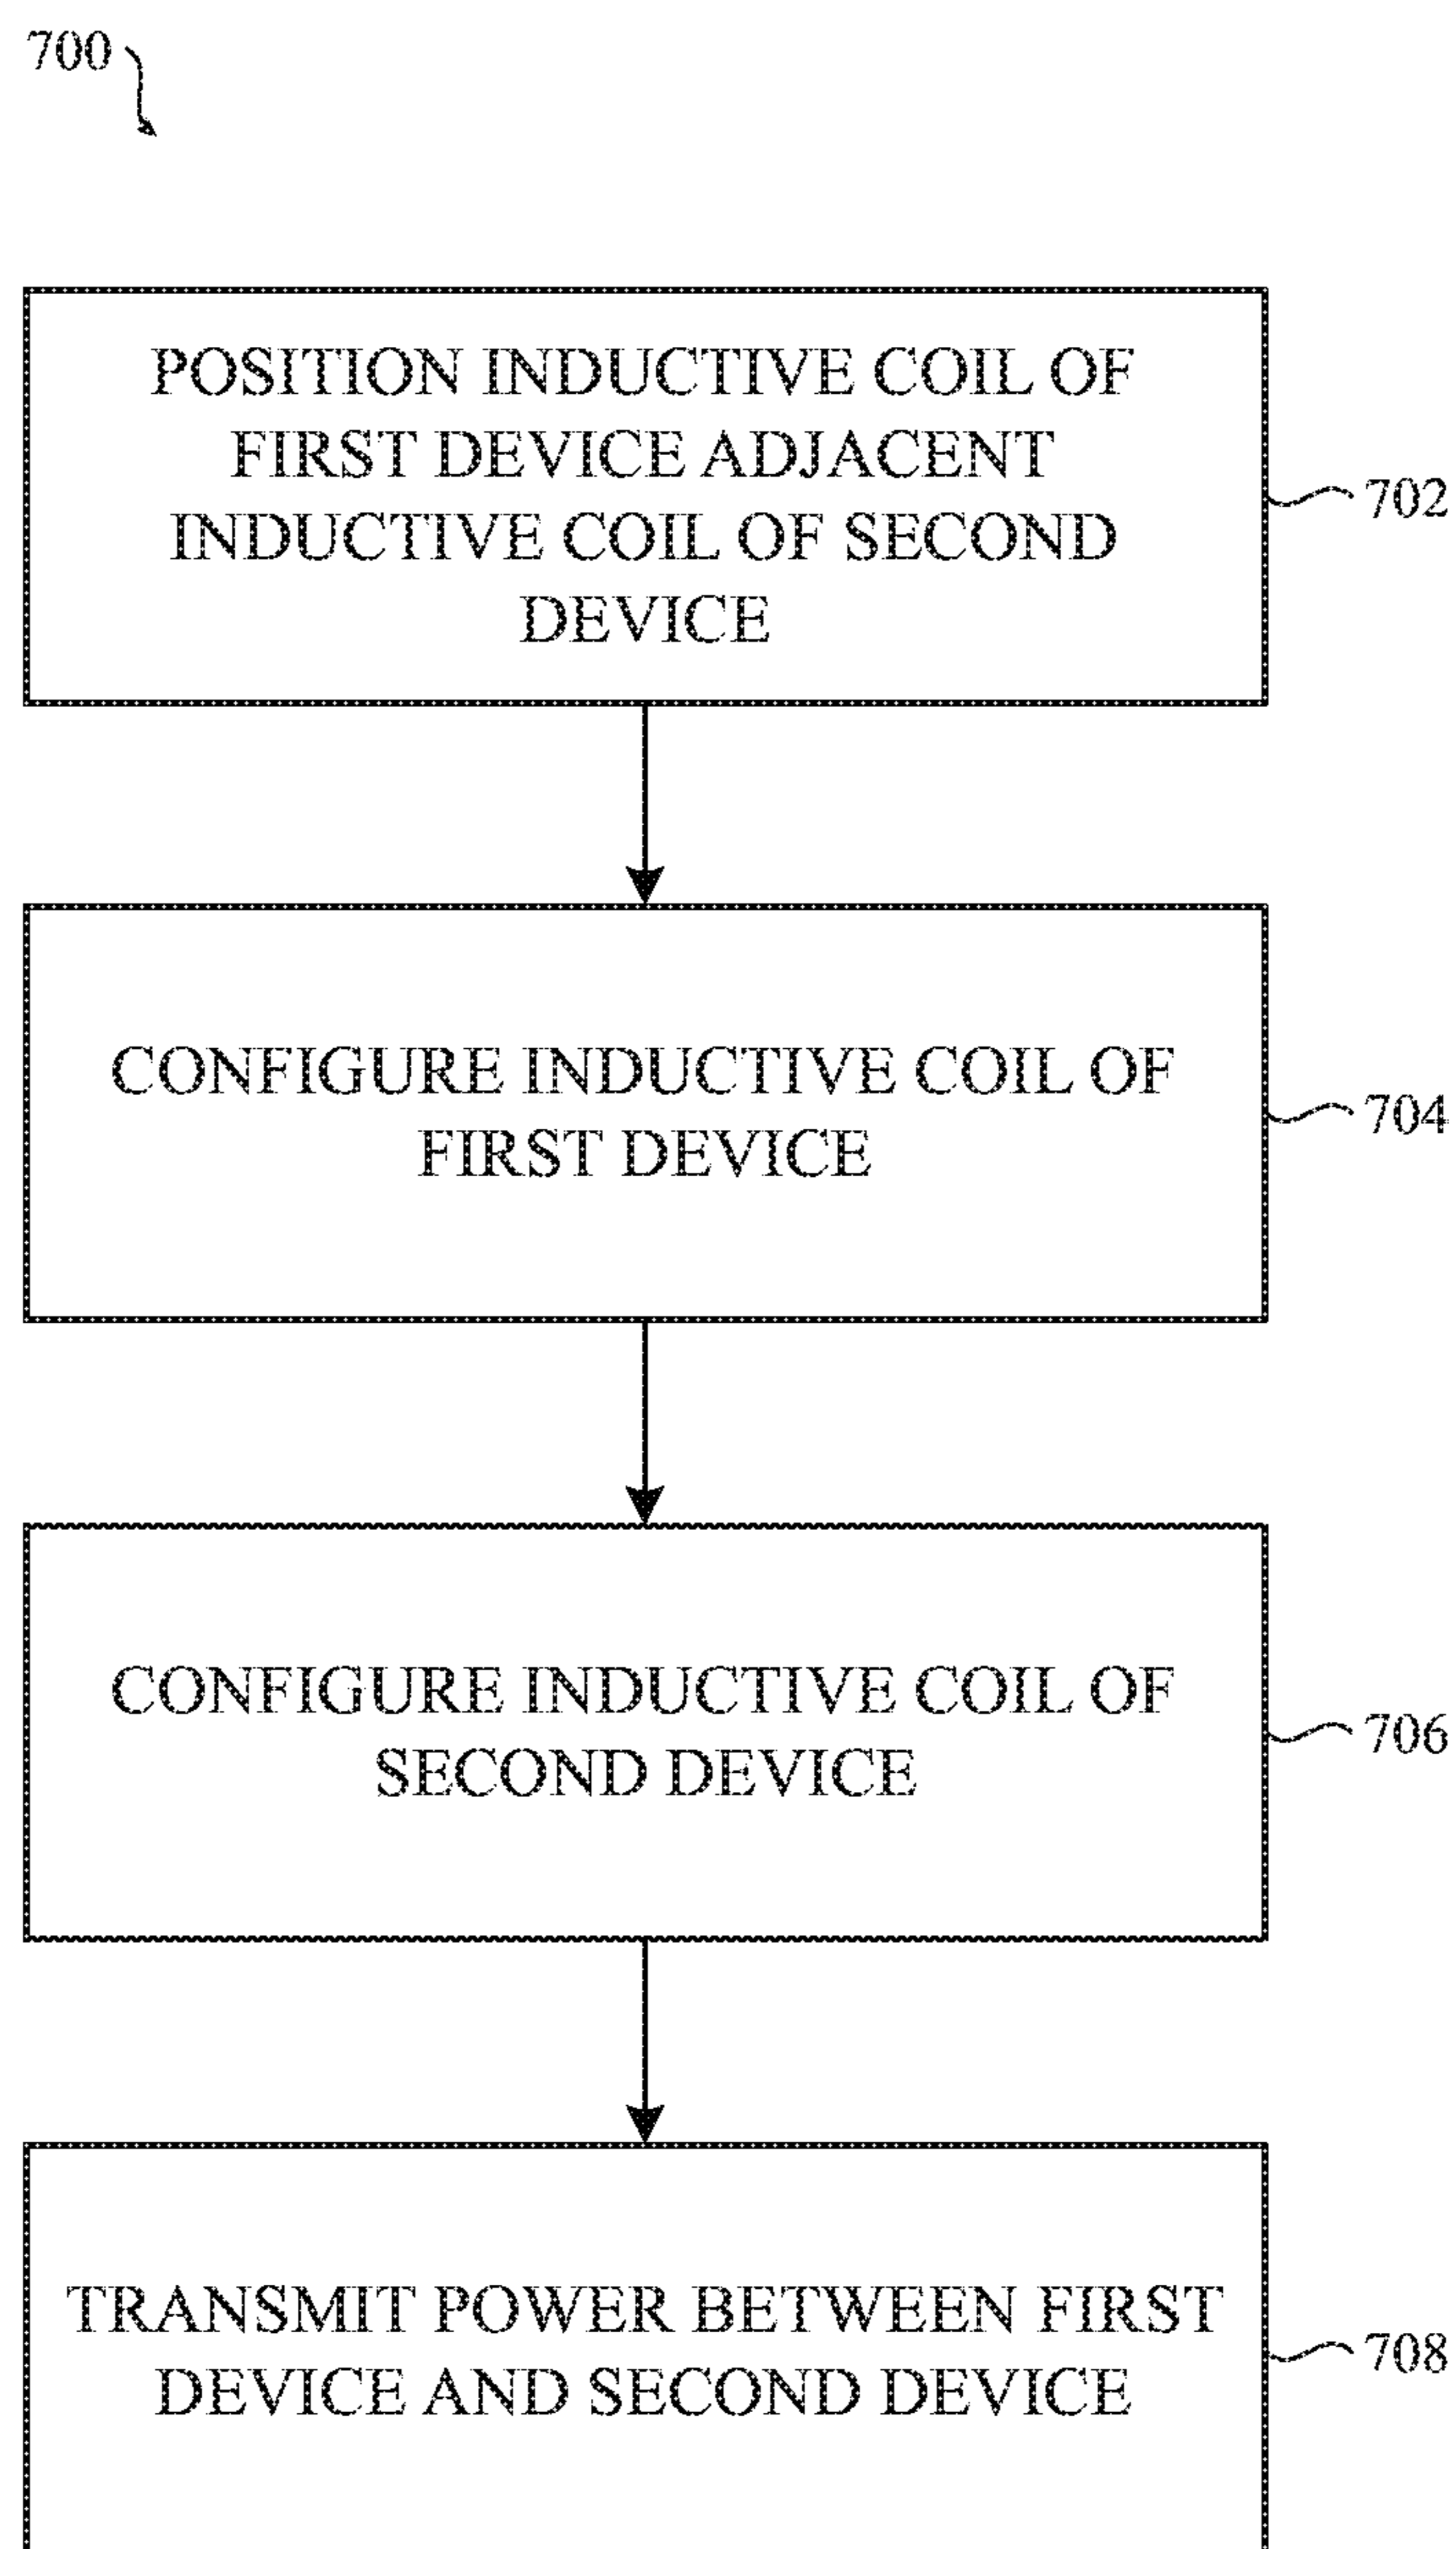 700
POSITION INDUCTIVE COIL OF
FIRST DEVICE ADJACENT
INDUCTIVE COIL OF SECOND
DEVICE
702
CONFIGURE INDUCTIVE COIL OF
FIRST DEVICE
704
CONFIGURE INDUCTIVE COIL OF
SECOND DEVICE
706
TRANSMIT POWER BETWEEN FIRST
DEVICE AND SECOND DEVICE
708